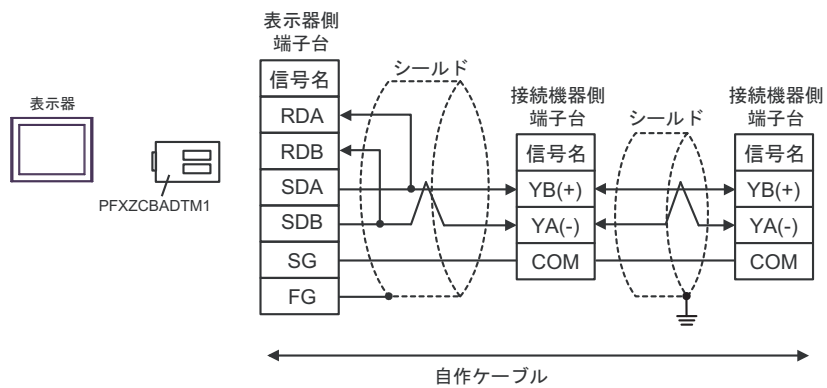 表示器
PFXZCBADTM1
表示器側
端子台
信号名
RDA
RDB
SDA
SDB
SG
FG
シールド
接続機器側
端子台
信号名
YB(+)
YA(-)
COM
シールド
接続機器側
端子台
信号名
YB(+)
YA(-)
COM
自作ケーブル